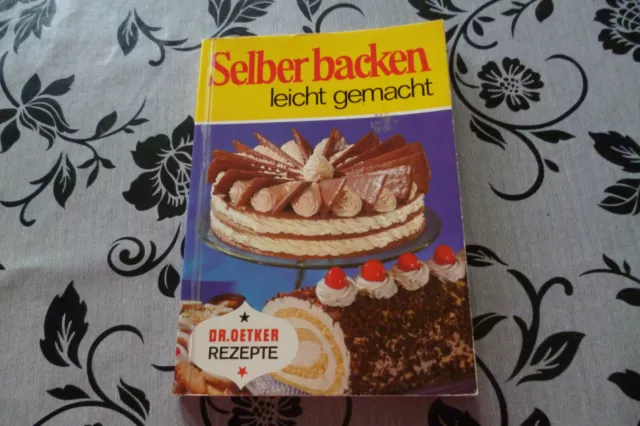 Selber backen
leicht gemacht
DR. OETKER
REZEPTE